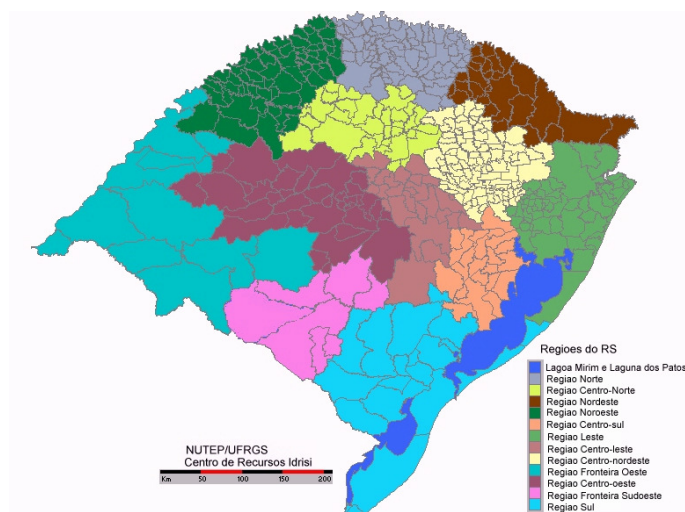 Regioes do RS
Lagoa Mirim e Laguna dos Patos
Regiao Norte
Regiao Centro-Norte
Regiao Nordeste
Regiao Noroeste
Regiao Centro-sul
Regiao Leste
Regiao Centro-leste
Regiao Centro-nordeste
Regiao Fronteira Oeste
Regiao Centro-oeste
Regiao Fronteira Sudoeste
Regiao Sul
NUTEP/UFRGS
Centro de Recursos Idrisi
Km 50 100 150 200